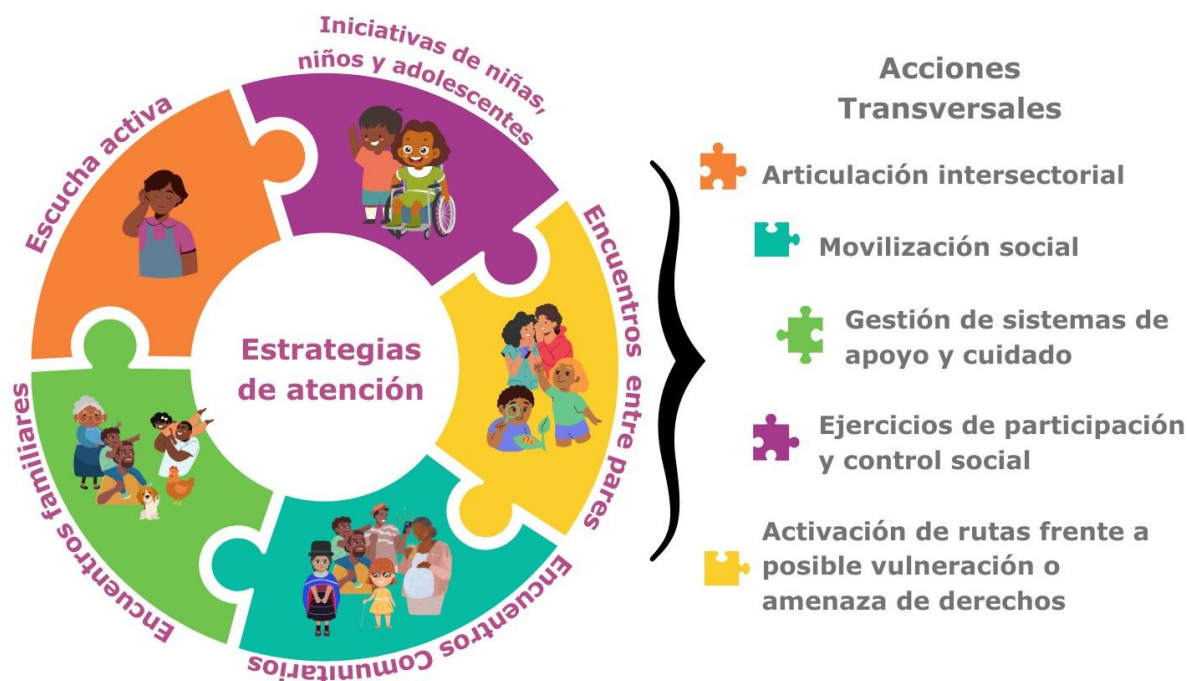 Iniciativas de niñas,
niños y adolescentes
Escucha activa
Encuentros entre pares
Encuentros Comunitarios
Encuentros familiares
Estrategias
de atención
Acciones
Transversales
Articulación intersectorial
Movilización social
Gestión de sistemas de
apoyo y cuidado
Ejercicios de participación
y control social
Activación de rutas frente a
posible vulneración o
amenaza de derechos